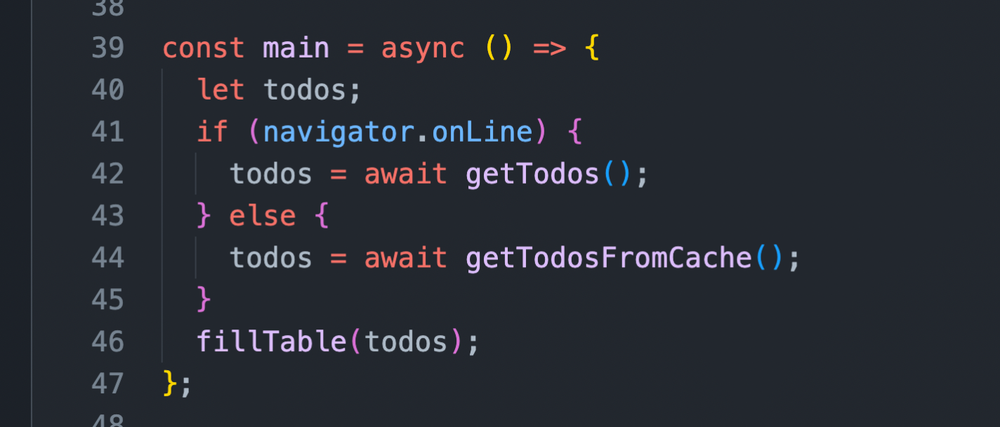 38
39 const main = async () => {
40   let todos;
41   if (navigator.onLine) {
42     todos = await getTodos();
43   } else {
44     todos = await getTodosFromCache();
45   }
46   fillTable(todos);
47 };
48